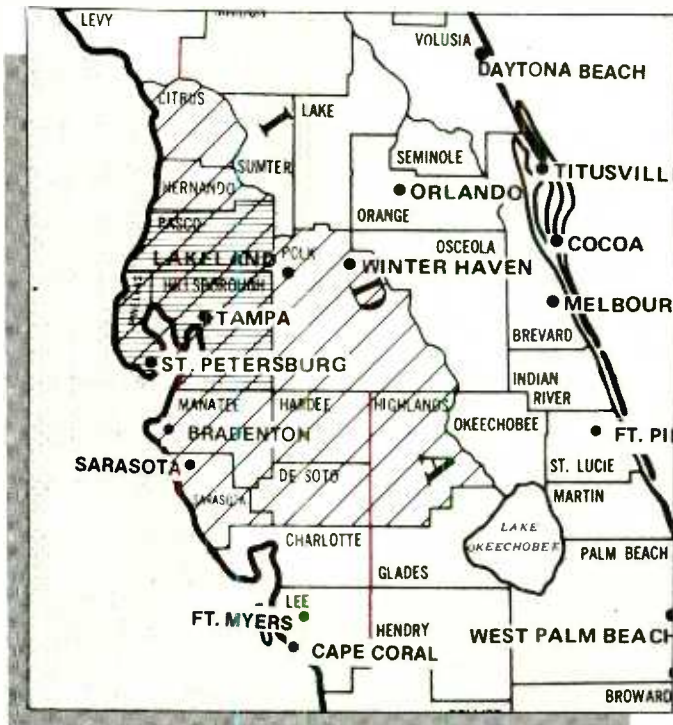 LEVY
VOLUSIA
DAYTONA BEACH
CITRUS
LAKE
I
SUMTER
SEMINOLE
TITUSVILL
HERNANDO
ORLANDO
ORANGE
PASCO
OSCEOLA
COCOA
LAKELAND
POLK
WINTER HAVEN
HILLSBOROUGH
D
MELBOUR
TAMPA
BREVARD
ST. PETERSBURG
INDIAN
RIVER
MANATEE
HARDEE
HIGHLANDS
OKEECHOBEE
BRADENTON
FT. PI
SARASOTA
DE SOTO
A
ST. LUCIE
SARASOTA
MARTIN
CHARLOTTE
LAKE
OKEECHOBEE
PALM BEACH
GLADES
LEE
FT. MYERS
HENDRY
WEST PALM BEACH
CAPE CORAL
BROWARD